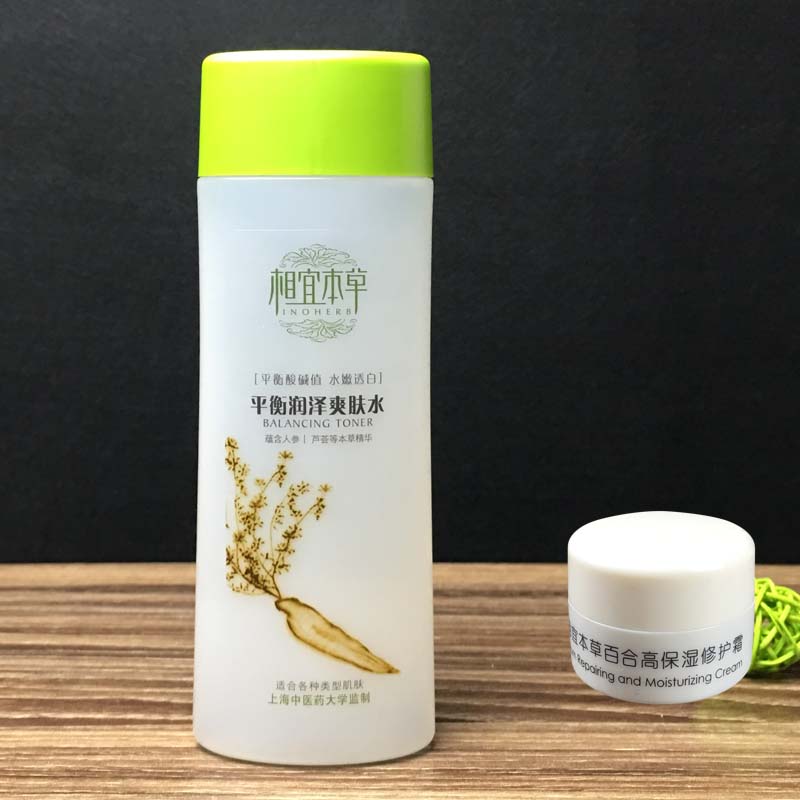 相宜本草
INOHERB
[平衡酸碱值 水嫩透白]
平衡润泽爽肤水
BALANCING TONER
蕴含人参 | 芦荟等本草精华
适合各种类型肌肤
上海中医药大学监制
宜本草百合高保湿修护霜
Repairing and Moisturizing Cream